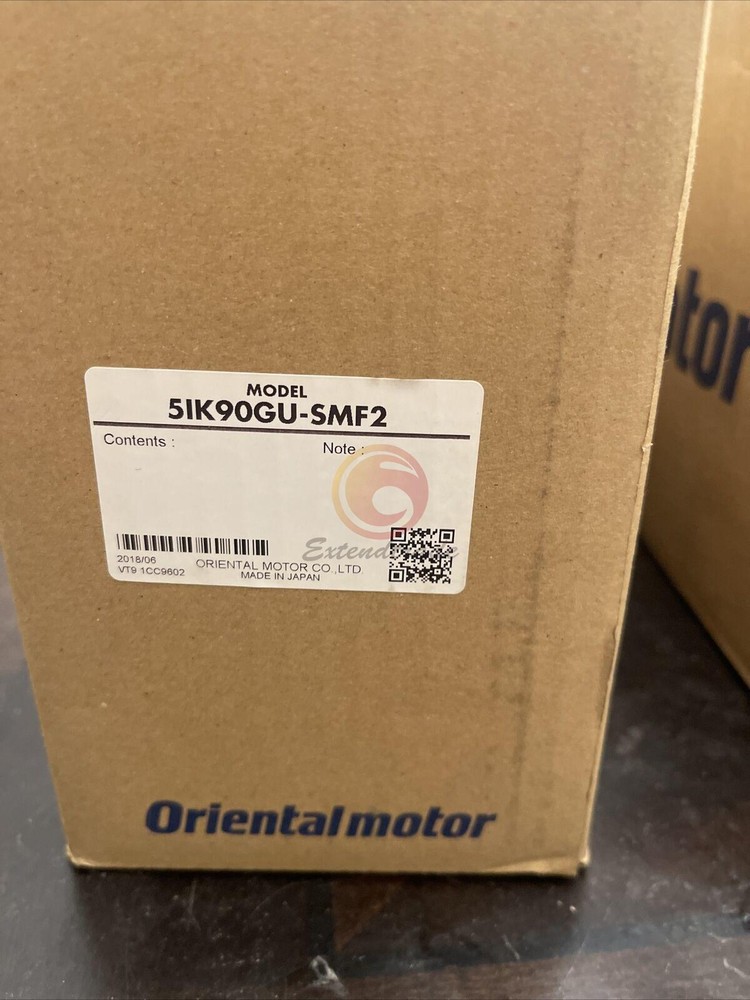 MODEL
5IK90GU-SMF2
Contents :
Note :
2018/06
VT9 1CC9602
ORIENTAL MOTOR CO.,LTD.
MADE IN JAPAN
Orientalmotor
otor